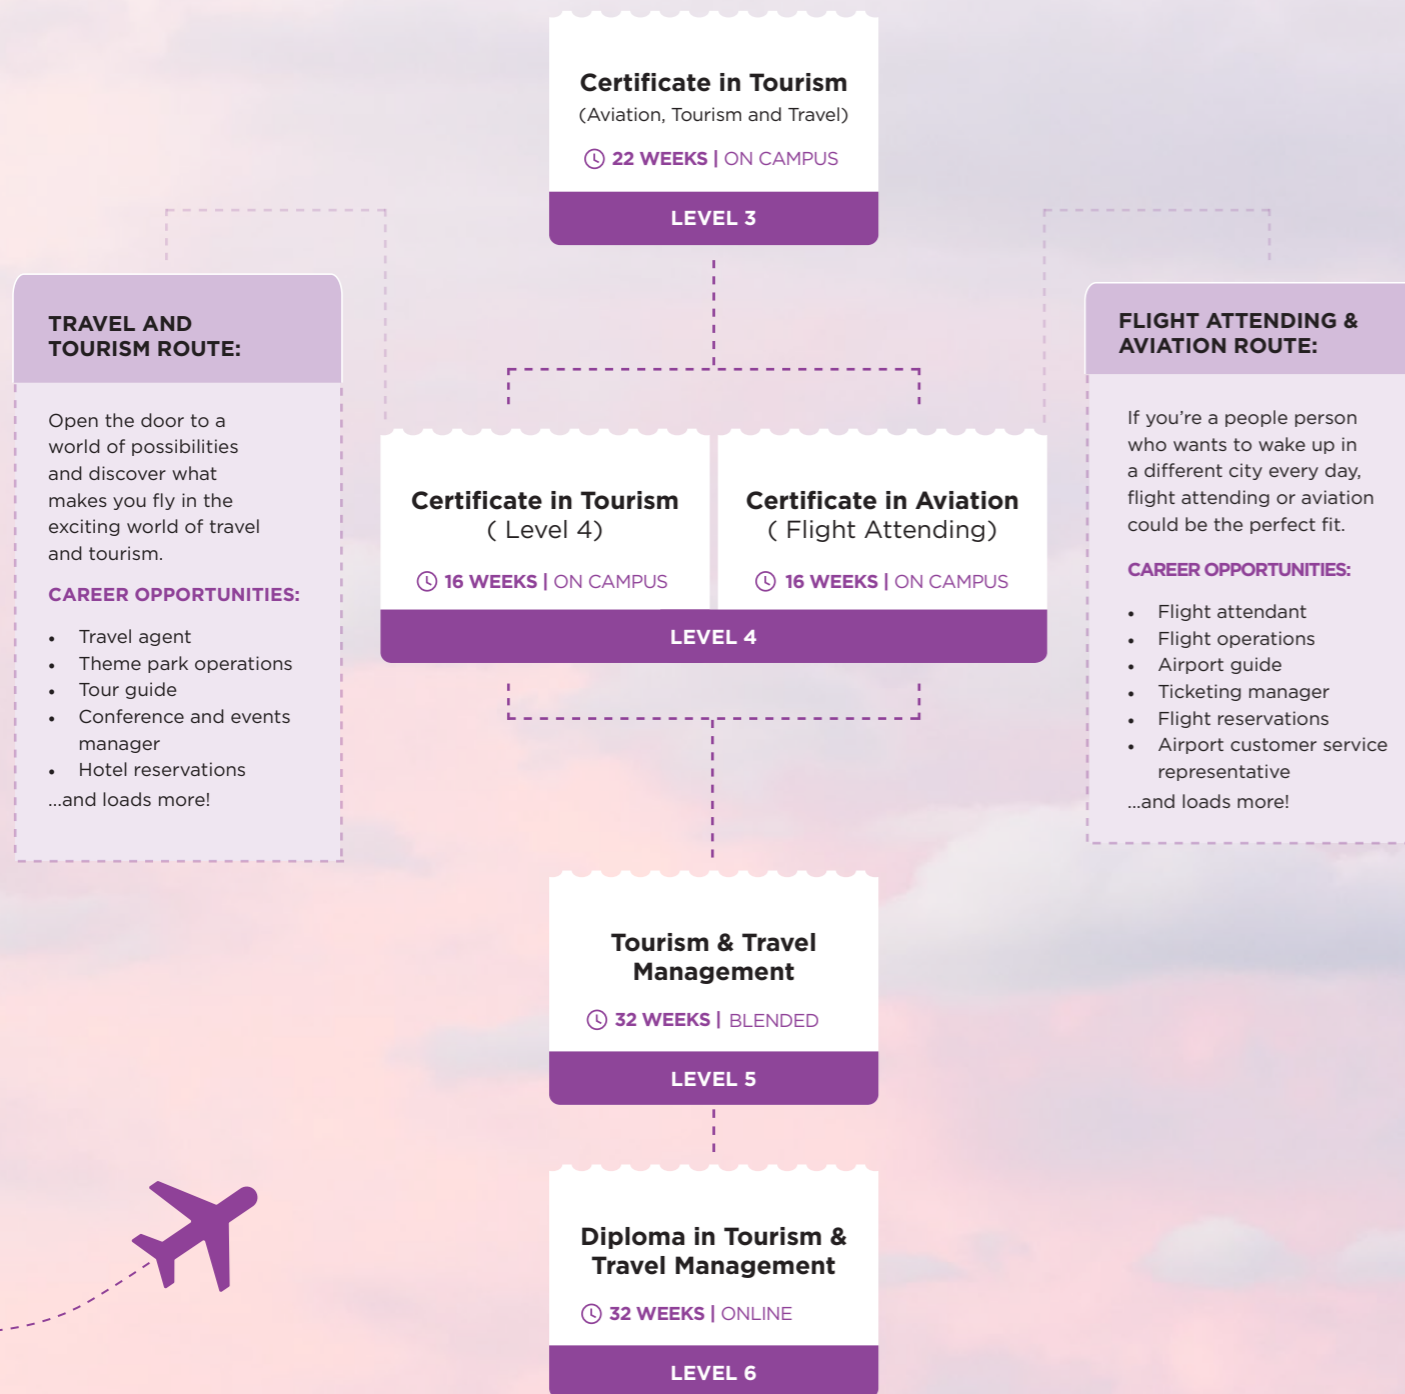 Certificate in Tourism
(Aviation, Tourism and Travel)
22 WEEKS | ON CAMPUS
LEVEL 3
TRAVEL AND
TOURISM ROUTE:
Open the door to a
world of possibilities
and discover what
makes you fly in the
exciting world of travel
and tourism.
CAREER OPPORTUNITIES:
• Travel agent
• Theme park operations
• Tour guide
• Conference and events
manager
• Hotel reservations
...and loads more!
FLIGHT ATTENDING &
AVIATION ROUTE:
If you’re a people person
who wants to wake up in
a different city every day,
flight attending or aviation
could be the perfect fit.
CAREER OPPORTUNITIES:
• Flight attendant
• Flight operations
• Airport guide
• Ticketing manager
• Flight reservations
• Airport customer service
representative
...and loads more!
Certificate in Tourism
( Level 4)
16 WEEKS | ON CAMPUS
Certificate in Aviation
( Flight Attending)
16 WEEKS | ON CAMPUS
LEVEL 4
Tourism & Travel
Management
32 WEEKS | BLENDED
LEVEL 5
Diploma in Tourism &
Travel Management
32 WEEKS | ONLINE
LEVEL 6